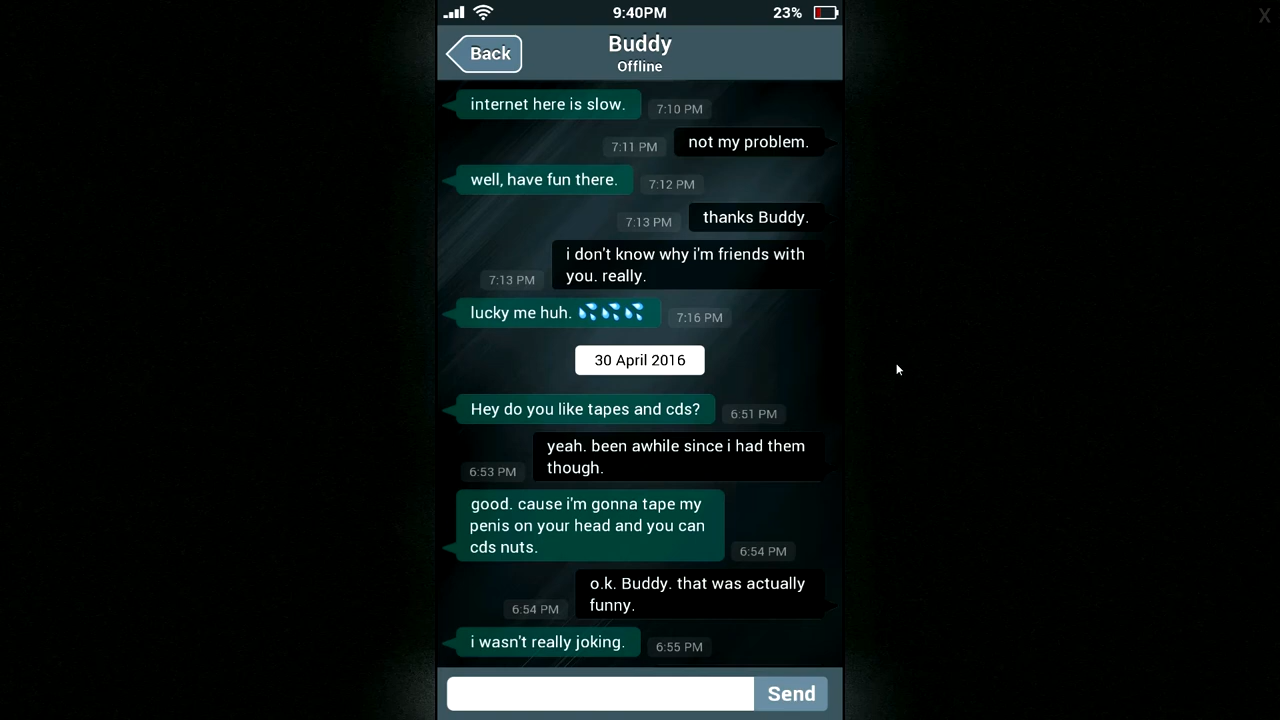 9:40PM
23%
X
Back
Buddy
Offline
internet here is slow.
7:10 PM
not my problem.
7:11 PM
well, have fun there.
7:12 PM
thanks Buddy.
7:13 PM
i don't know why i'm friends with
you. really.
7:13 PM
lucky me huh. 💦💦💦
7:16 PM
30 April 2016
Hey do you like tapes and cds?
6:51 PM
yeah. been awhile since i had them
though.
6:53 PM
good. cause i'm gonna tape my
penis on your head and you can
cds nuts.
6:54 PM
o.k. Buddy. that was actually
funny.
6:54 PM
i wasn't really joking.
6:55 PM
Send